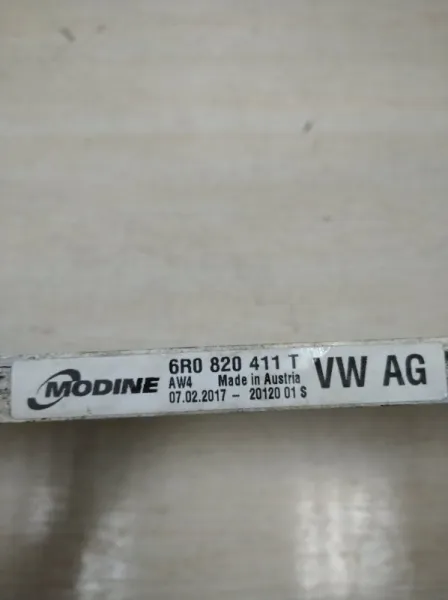 MODINE
6R0 820 411 T
AW4 Made in Austria
07.02.2017 - 20120 01 S
VW AG